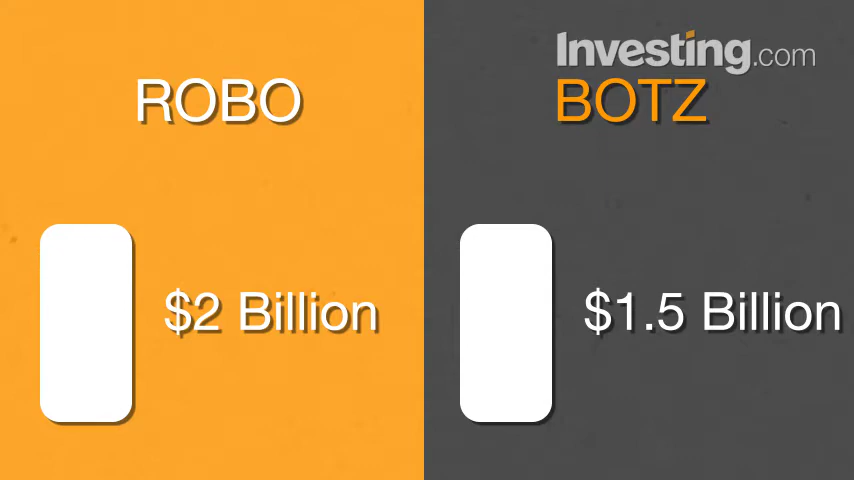 Investing.com
ROBO
BOTZ
$2 Billion
$1.5 Billion